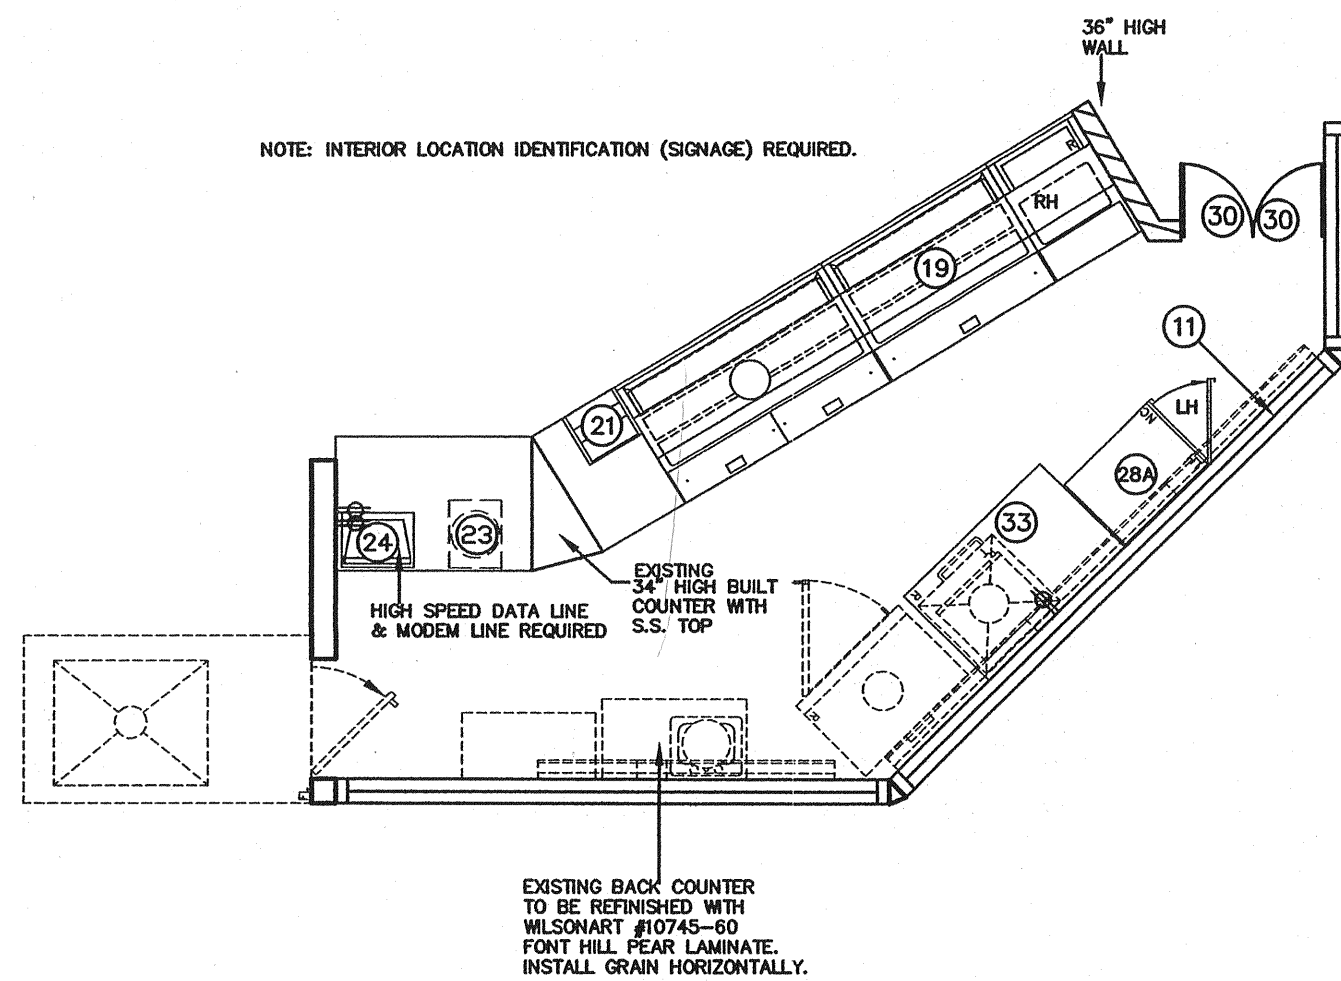 36" HIGH
WALL
NOTE: INTERIOR LOCATION IDENTIFICATION (SIGNAGE) REQUIRED.
R
RH
30
30
19
11
21
LH
NC
28A
33
24
23
EXISTING
34" HIGH BUILT
COUNTER WITH
S.S. TOP
HIGH SPEED DATA LINE
& MODEM LINE REQUIRED
R
R
EXISTING BACK COUNTER
TO BE REFINISHED WITH
WILSONART #10745-60
FONT HILL PEAR LAMINATE.
INSTALL GRAIN HORIZONTALLY.